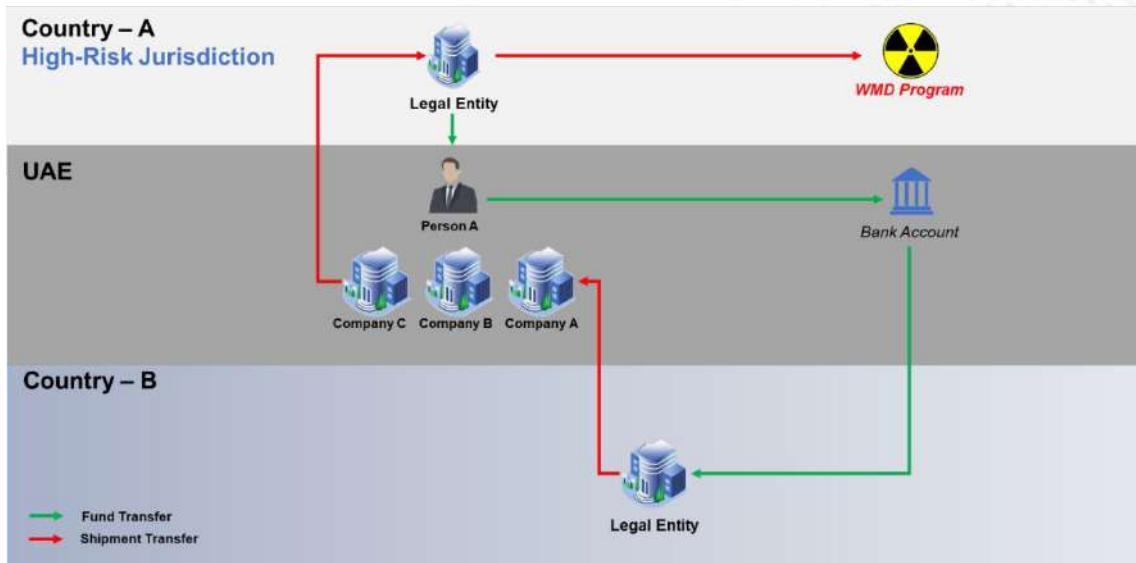 Country – A
High-Risk Jurisdiction
Legal Entity
WMD Program
UAE
Person A
Bank Account
Company C
Company B
Company A
Country – B
Legal Entity
Fund Transfer
Shipment Transfer